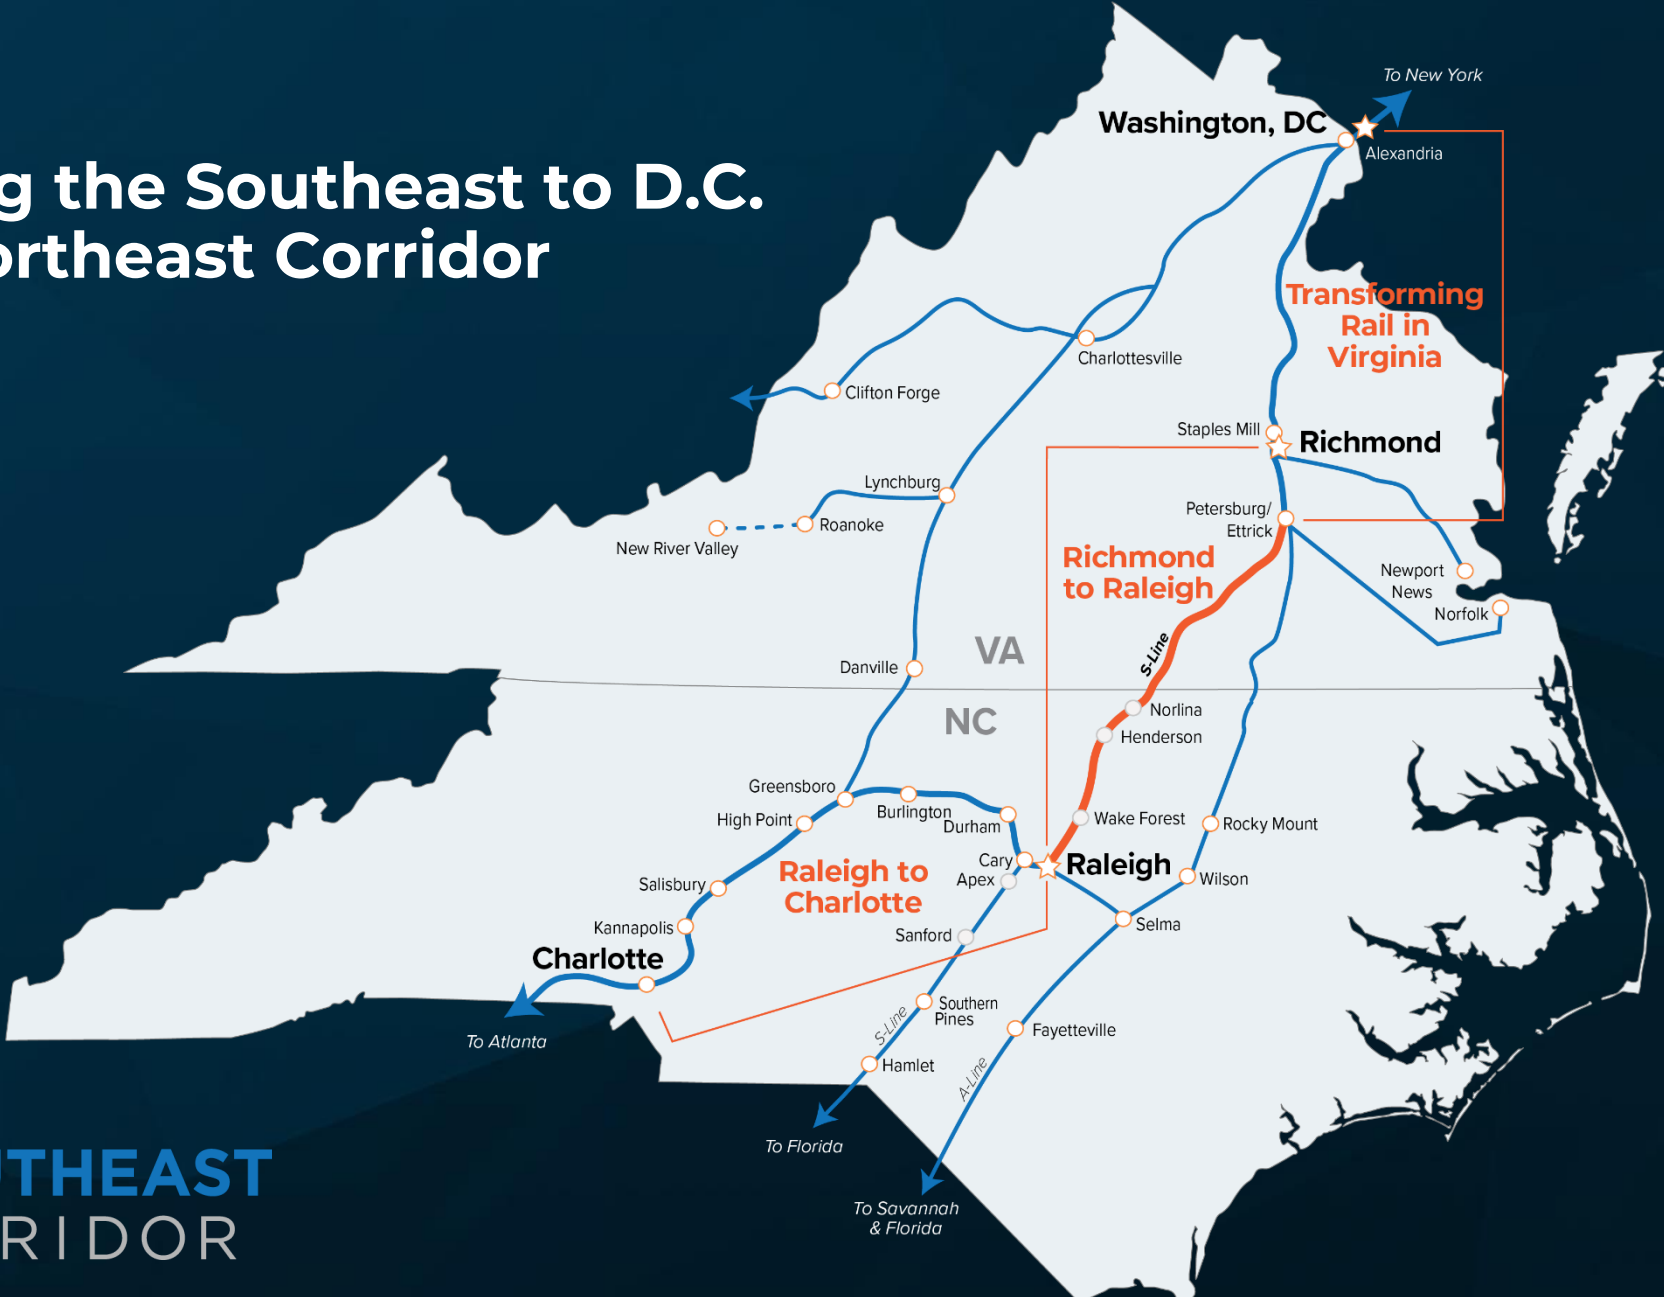 To New York
Washington, DC
Alexandria
g the Southeast to D.C.
ortheast Corridor
Transforming
Rail in
Virginia
Charlottesville
Clifton Forge
Staples Mill
Richmond
Lynchburg
Roanoke
New River Valley
Petersburg/
Ettrick
Richmond
to Raleigh
Newport
News
Norfolk
S-Line
VA
Danville
NC
Norlina
Henderson
Greensboro
High Point
Burlington
Durham
Wake Forest
Rocky Mount
Cary
Raleigh
Apex
Raleigh to
Charlotte
Wilson
Salisbury
Selma
Kannapolis
Sanford
Charlotte
Southern
Pines
S-Line
Fayetteville
To Atlanta
Hamlet
A-Line
To Florida
To Savannah
& Florida
UTHEAST
RIDOR